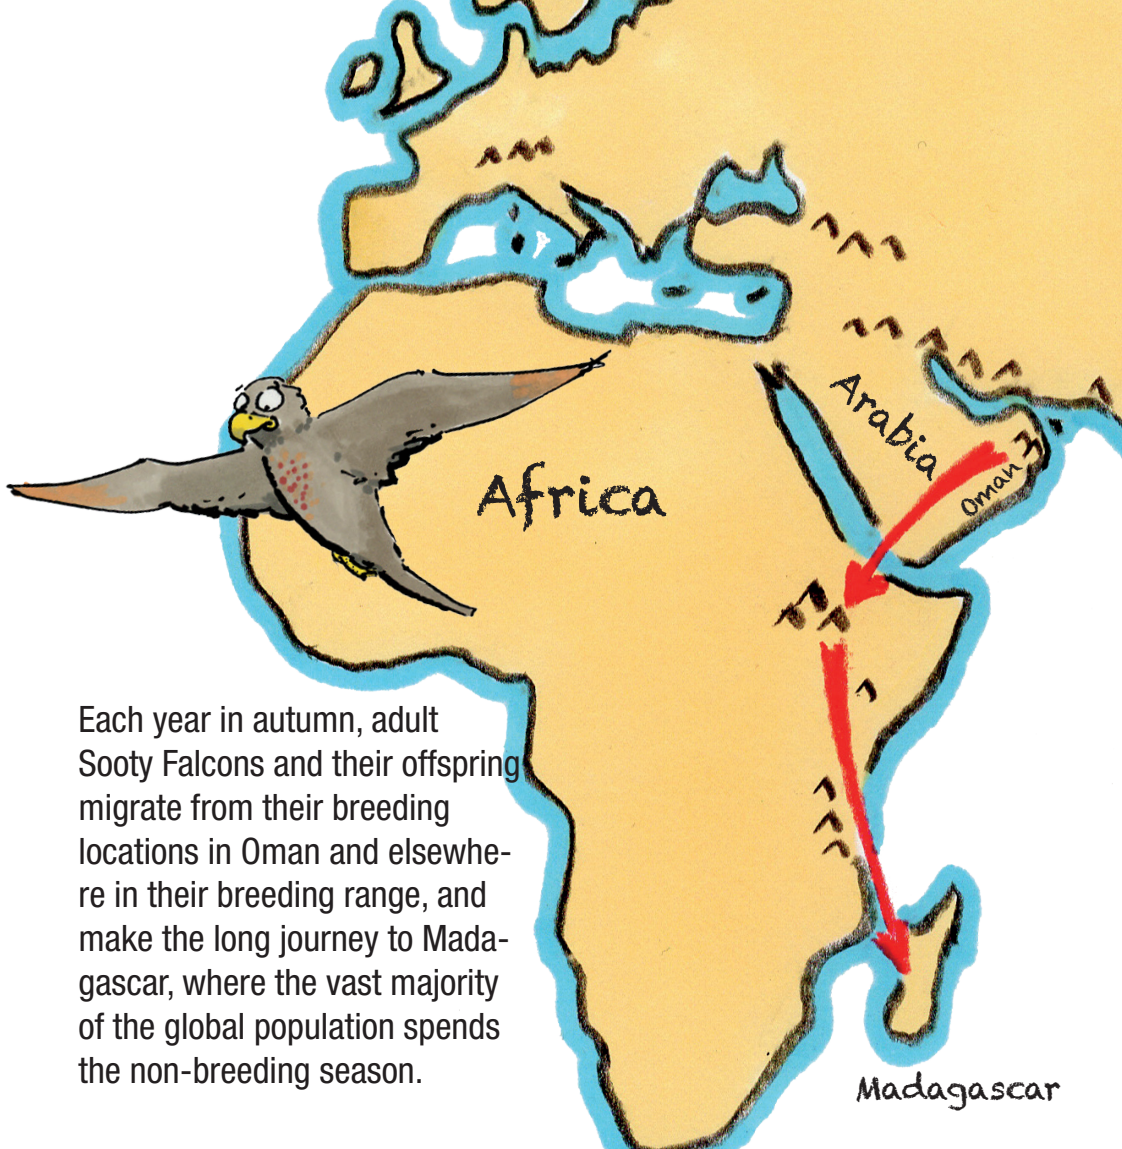 Arabia
Oman
Africa
Each year in autumn, adult
Sooty Falcons and their offspring
migrate from their breeding
locations in Oman and elsewhe-
re in their breeding range, and
make the long journey to Mada-
gascar, where the vast majority
of the global population spends
the non-breeding season.
Madagascar